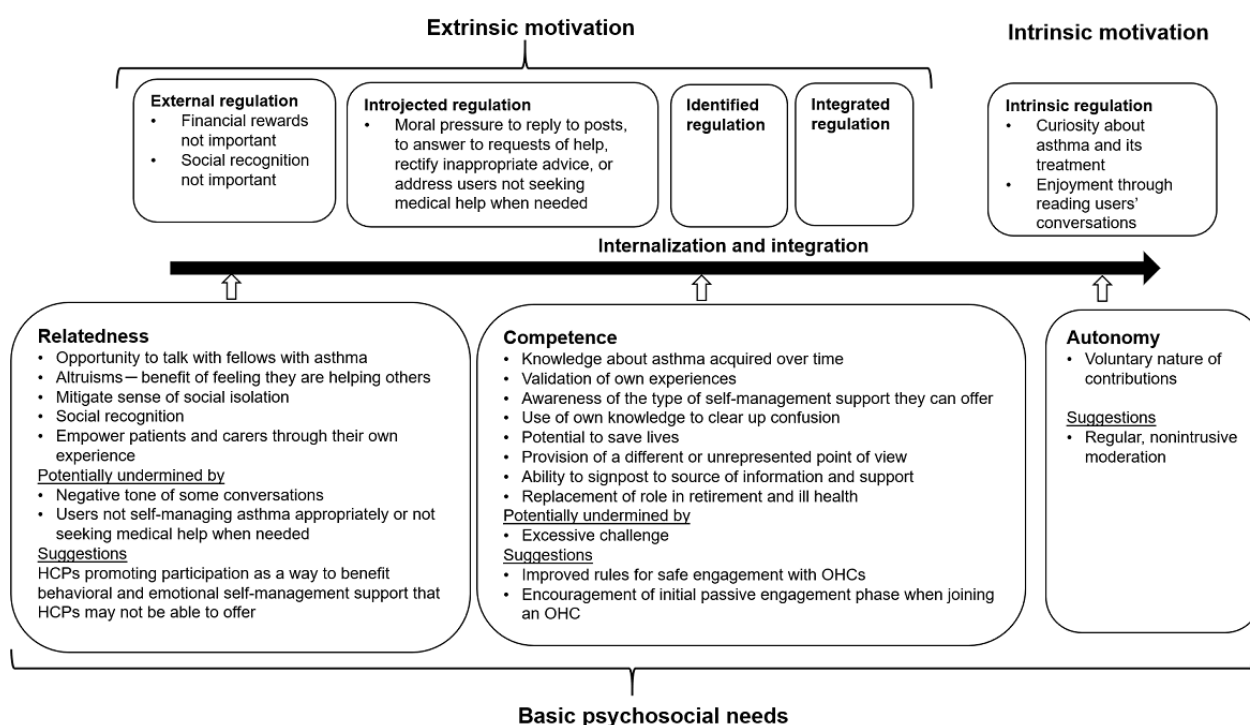 Extrinsic motivation
Intrinsic motivation
External regulation
• Financial rewards
not important
• Social recognition
not important
Introjected regulation
• Moral pressure to reply to posts,
to answer to requests of help,
rectify inappropriate advice, or
address users not seeking
medical help when needed
Identified
regulation
Integrated
regulation
Intrinsic regulation
• Curiosity about
asthma and its
treatment
• Enjoyment through
reading users’
conversations
Internalization and integration
Relatedness
• Opportunity to talk with fellows with asthma
• Altruisms — benefit of feeling they are helping others
• Mitigate sense of social isolation
• Social recognition
• Empower patients and carers through their own
experience
Potentially undermined by
• Negative tone of some conversations
• Users not self-managing asthma appropriately or not
seeking medical help when needed
Suggestions
HCPs promoting participation as a way to benefit
behavioral and emotional self-management support that
HCPs may not be able to offer
Competence
• Knowledge about asthma acquired over time
• Validation of own experiences
• Awareness of the type of self-management support they can offer
• Use of own knowledge to clear up confusion
• Potential to save lives
• Provision of a different or unrepresented point of view
• Ability to signpost to source of information and support
• Replacement of role in retirement and ill health
Potentially undermined by
• Excessive challenge
Suggestions
• Improved rules for safe engagement with OHCs
• Encouragement of initial passive engagement phase when joining
an OHC
Autonomy
• Voluntary nature of
contributions
Suggestions
• Regular, nonintrusive
moderation
Basic psychosocial needs